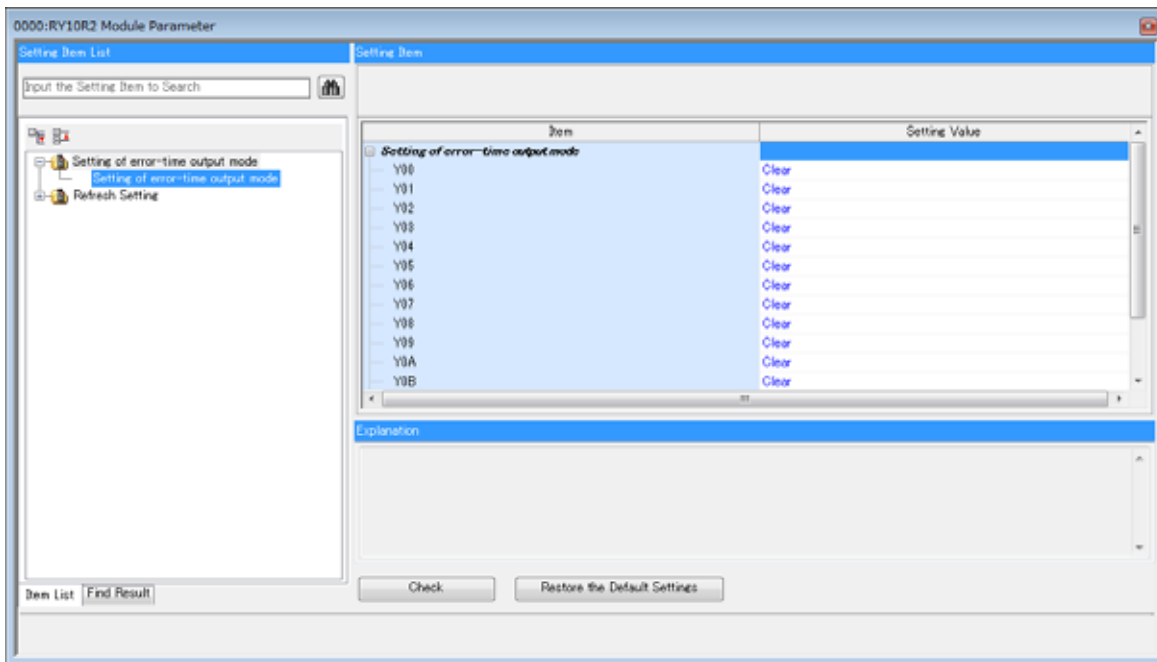 0000:RY10R2 Module Parameter
Setting Item List
Setting Item
Input the Setting Item to Search
Item
Setting Value
Setting of error-time output mode
Setting of error-time output mode
Refresh Setting
Setting of error-time output mode
Y00 Clear
Y01 Clear
Y02 Clear
Y03 Clear
Y04 Clear
Y05 Clear
Y06 Clear
Y07 Clear
Y08 Clear
Y09 Clear
Y0A Clear
Y0B Clear
Explanation
Item List
Find Result
Check
Restore the Default Settings